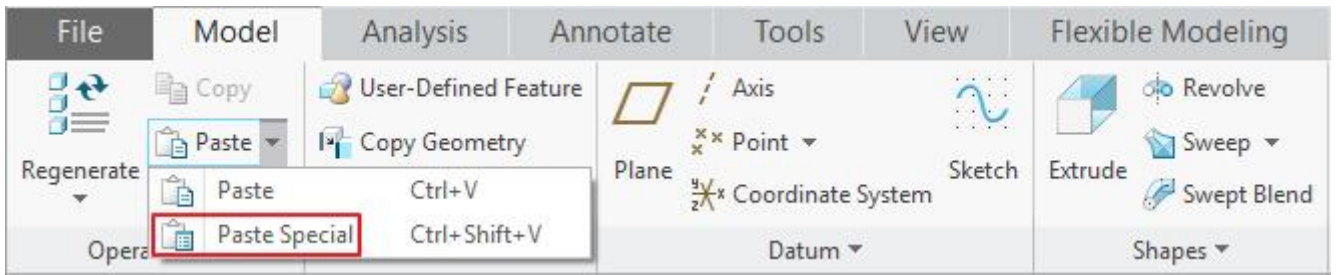 File Model Analysis Annotate Tools View Flexible Modeling
Copy User-Defined Feature Axis Revolve
Paste Copy Geometry Point Sweep
Regenerate Plane Sketch Extrude
Paste Ctrl+V Coordinate System Swept Blend
Paste Special Ctrl+Shift+V
Opera Datum Shapes